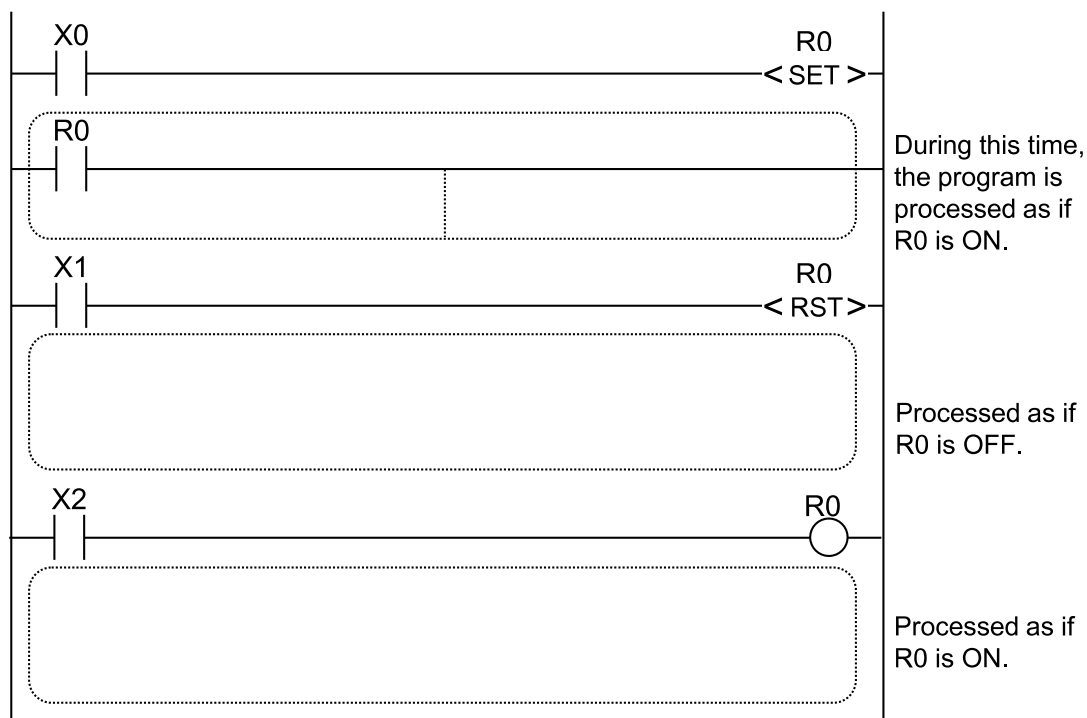 X0
R0
< SET >
R0
During this time,
the program is
processed as if
R0 is ON.
X1
R0
< RST >
Processed as if
R0 is OFF.
X2
R0
Processed as if
R0 is ON.